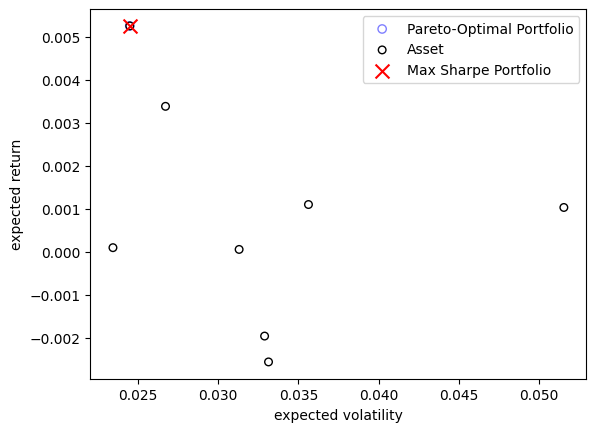 Pareto-Optimal Portfolio
Asset
Max Sharpe Portfolio
0.005
0.004
0.003
0.002
0.001
0.000
−0.001
−0.002
expected return
0.025 0.030 0.035 0.040 0.045 0.050
expected volatility